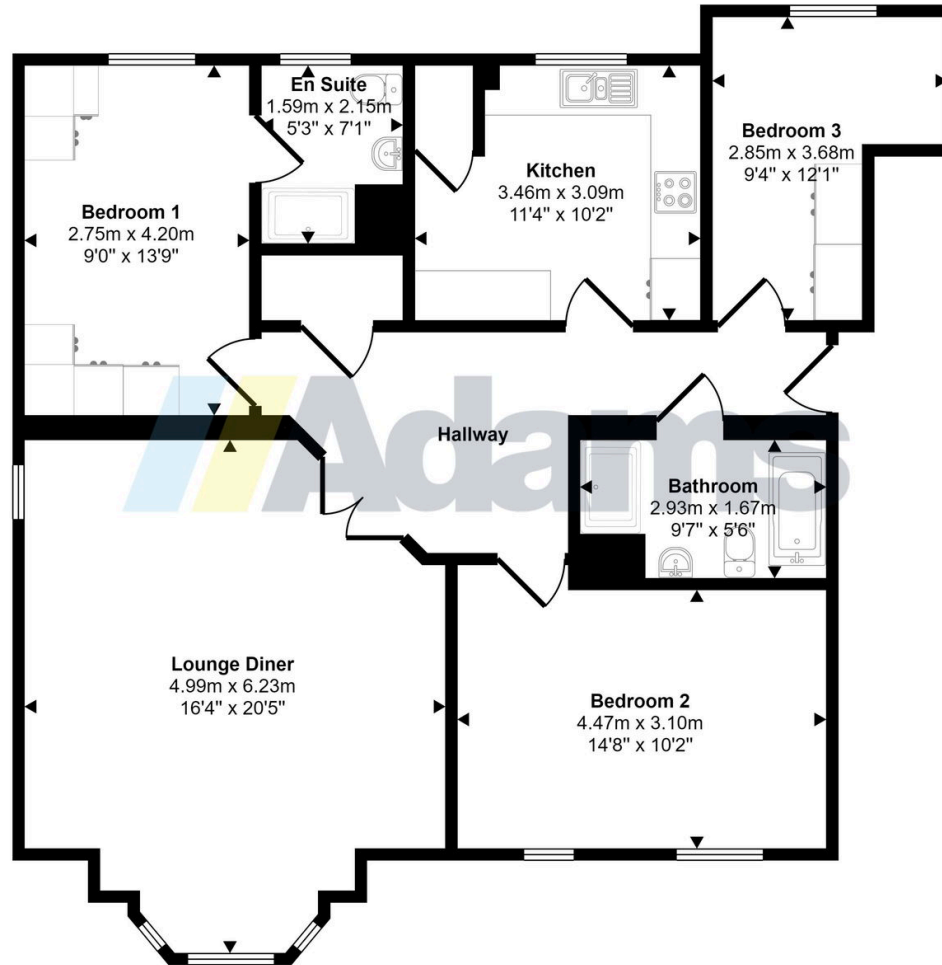 En Suite
1.59m x 2.15m
5'3" x 7'1"
Bedroom 3
2.85m x 3.68m
9'4" x 12'1"
Kitchen
3.46m x 3.09m
11'4" x 10'2"
Bedroom 1
2.75m x 4.20m
9'0" x 13'9"
Adams
Hallway
Bathroom
2.93m x 1.67m
9'7" x 5'6"
Lounge Diner
4.99m x 6.23m
16'4" x 20'5"
Bedroom 2
4.47m x 3.10m
14'8" x 10'2"